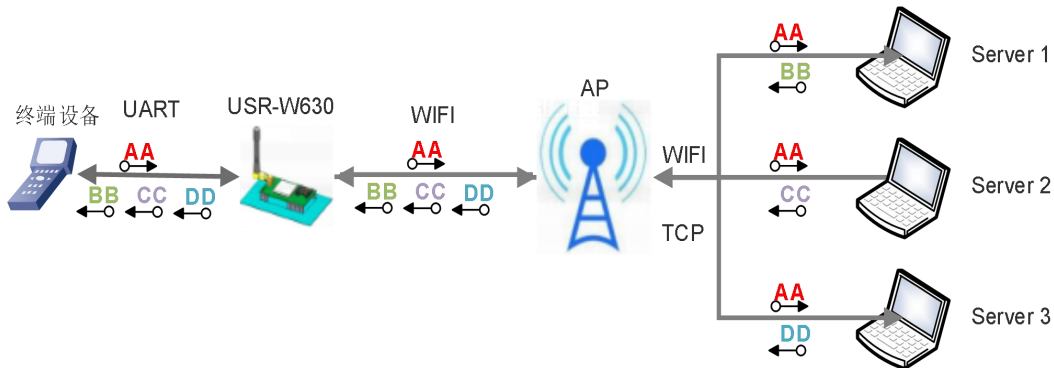 终端设备
UART
USR-W630
WIFI
AP
AA
BB CC DD
AA
BB CC DD
WIFI
TCP
AA
BB
Server 1
AA
CC
Server 2
AA
DD
Server 3